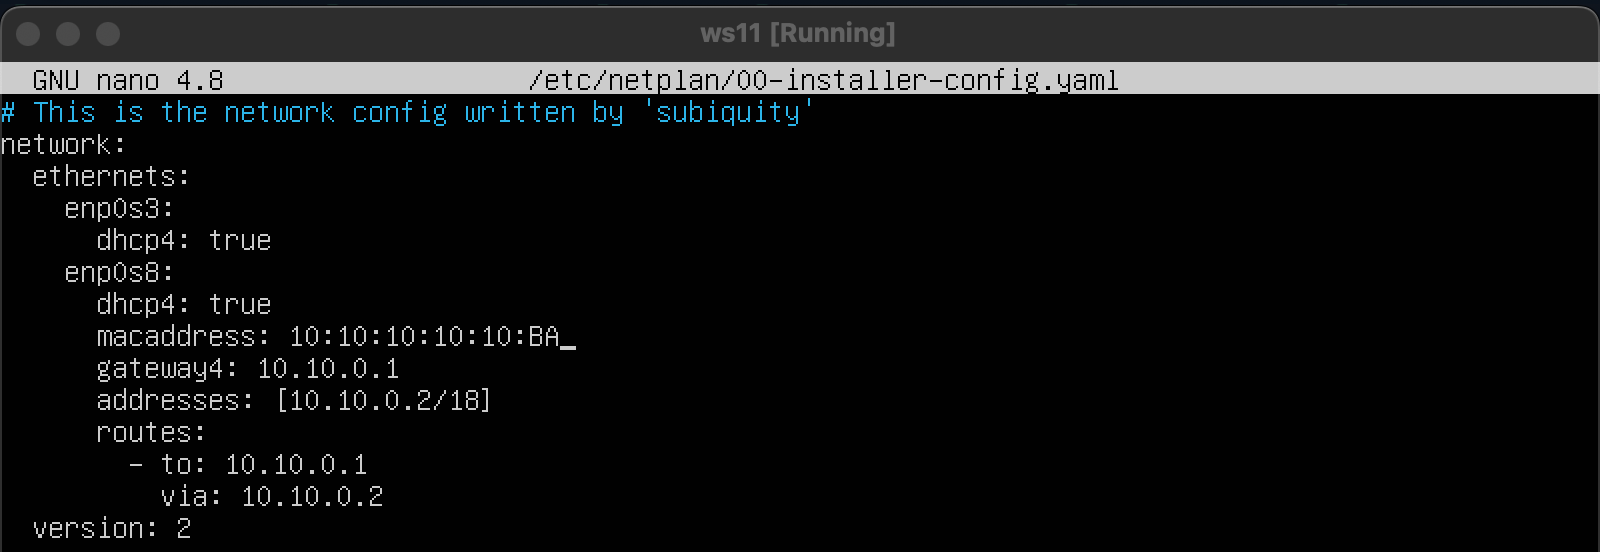 ws11 [Running]
GNU nano 4.8 /etc/netplan/00-installer-config.yaml
# This is the network config written by 'subiquity'
network:
  ethernets:
    enp0s3:
      dhcp4: true
    enp0s8:
      dhcp4: true
      macaddress: 10:10:10:10:10:BA
      gateway4: 10.10.0.1
      addresses: [10.10.0.2/18]
      routes:
        - to: 10.10.0.1
          via: 10.10.0.2
  version: 2